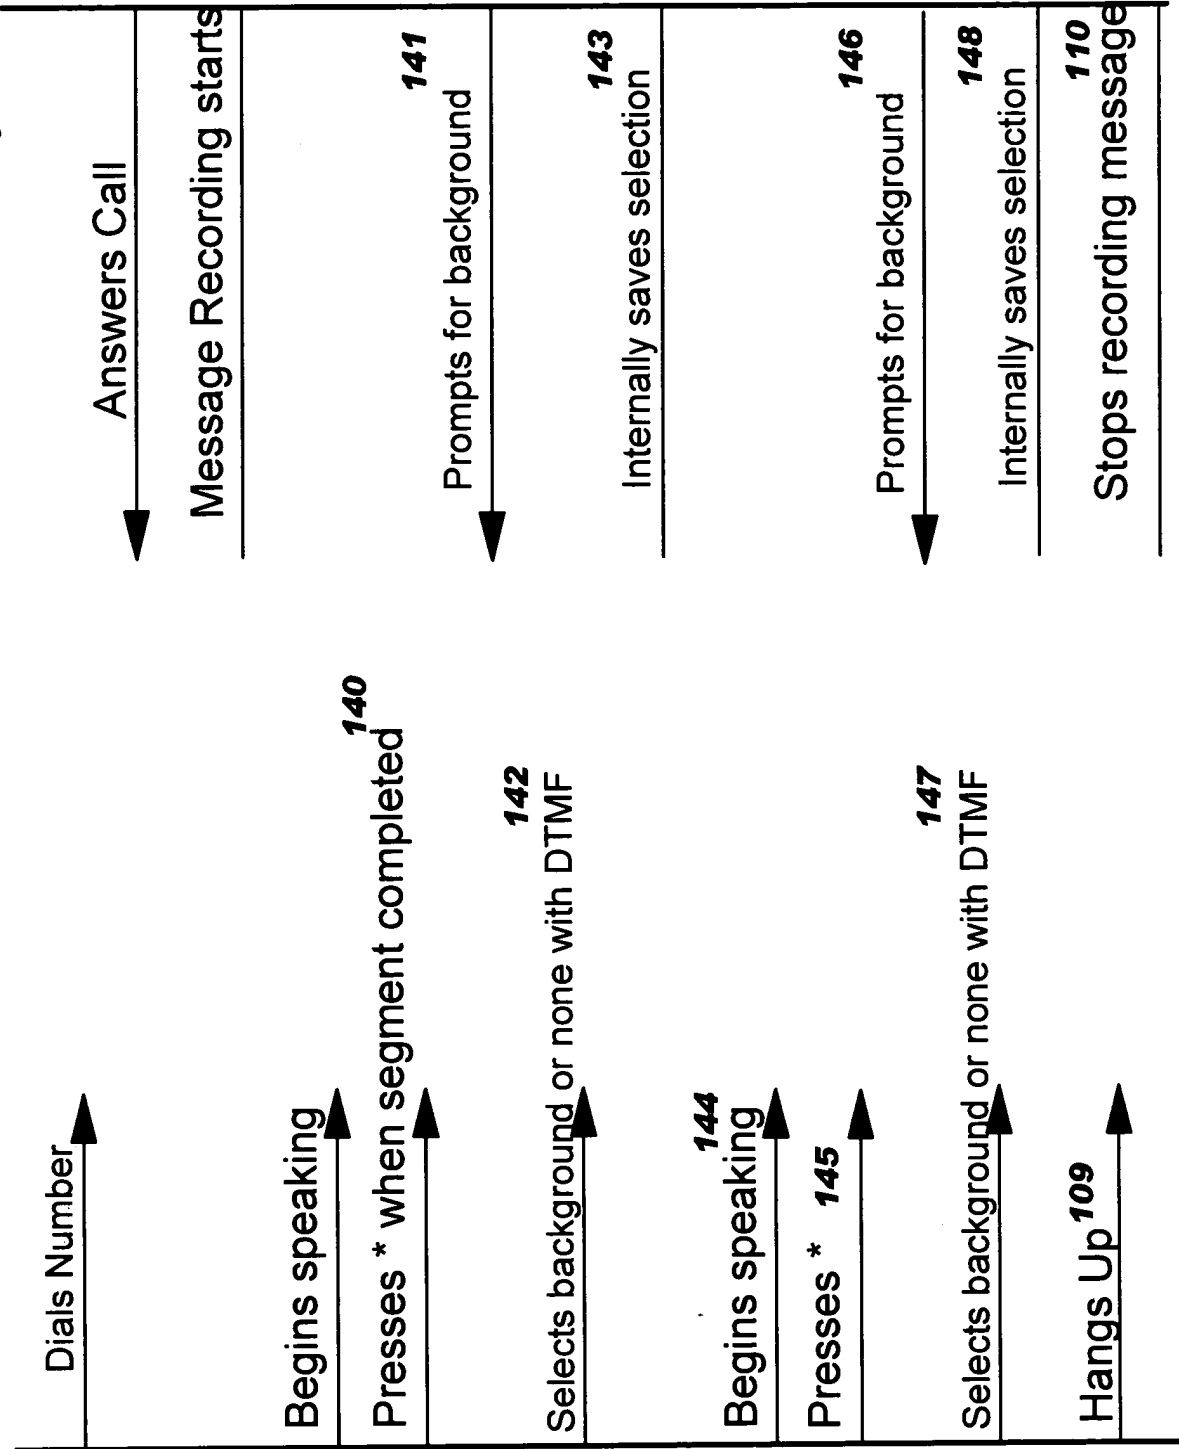 Dials Number
Answers Call
Message Recording starts
Begins speaking
140
Presses * when segment completed
141
Prompts for background
142
Selects background or none with DTMF
143
Internally saves selection
144
Begins speaking
Presses * 145
146
Prompts for background
147
Selects background or none with DTMF
148
Internally saves selection
Hangs Up 109
110
Stops recording message